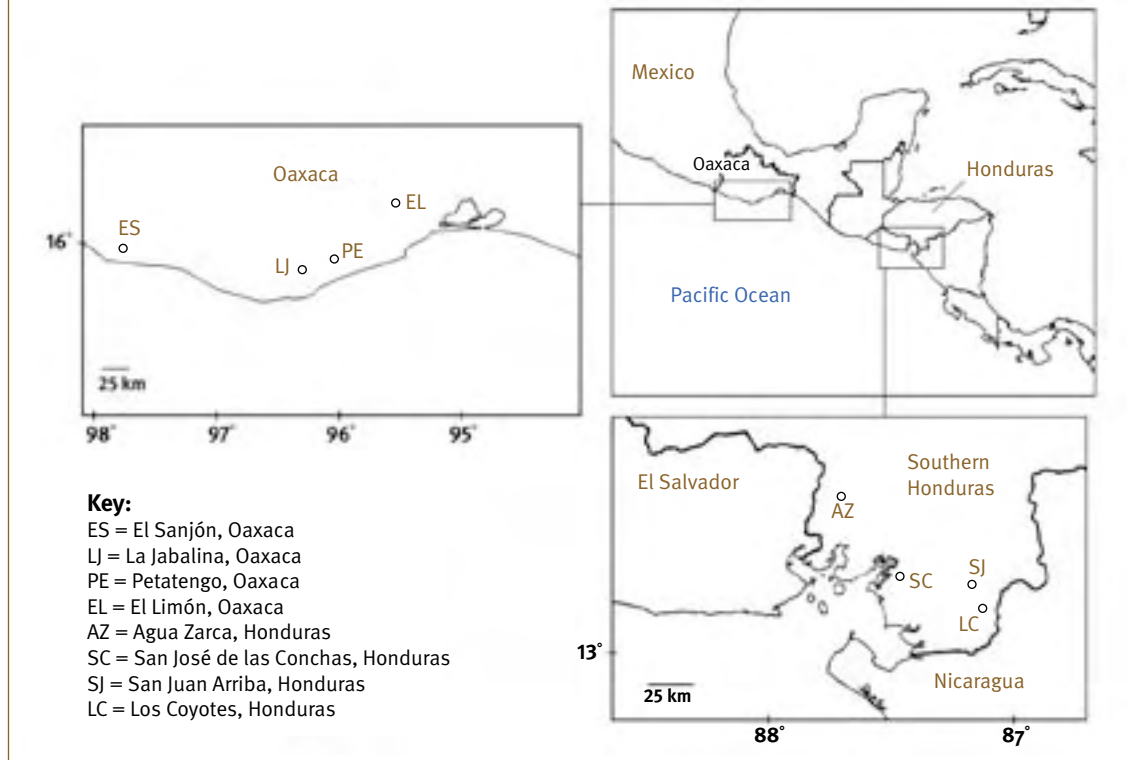 Mexico
Oaxaca
Honduras
Pacific Ocean
Oaxaca
EL
ES
PE
LJ
16°
25 km
98°
97°
96°
95°
El Salvador
Southern
Honduras
AZ
SC
SJ
LC
13°
Nicaragua
25 km
88°
87°
Key:
ES = El Sanjón, Oaxaca
LJ = La Jabalina, Oaxaca
PE = Petatengo, Oaxaca
EL = El Limón, Oaxaca
AZ = Agua Zarca, Honduras
SC = San José de las Conchas, Honduras
SJ = San Juan Arriba, Honduras
LC = Los Coyotes, Honduras